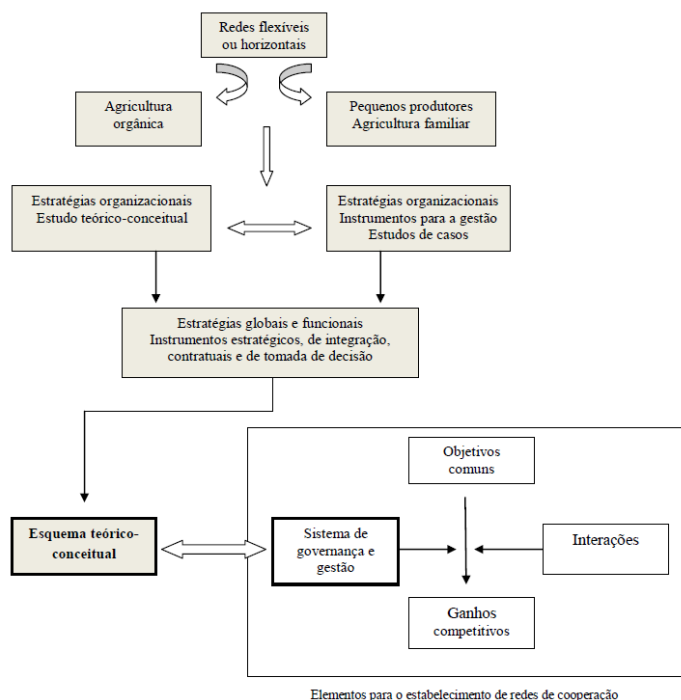 Redes flexíveis
ou horizontais
Agricultura
orgânica
Pequenos produtores
Agricultura familiar
Estratégias organizacionais
Estudo teórico-conceitual
Estratégias organizacionais
Instrumentos para a gestão
Estudos de casos
Estratégias globais e funcionais
Instrumentos estratégicos, de integração,
contratuais e de tomada de decisão
Objetivos
comuns
Esquema teórico-
conceitual
Sistema de
governança e
gestão
Interações
Ganhos
competitivos
Elementos para o estabelecimento de redes de cooperação